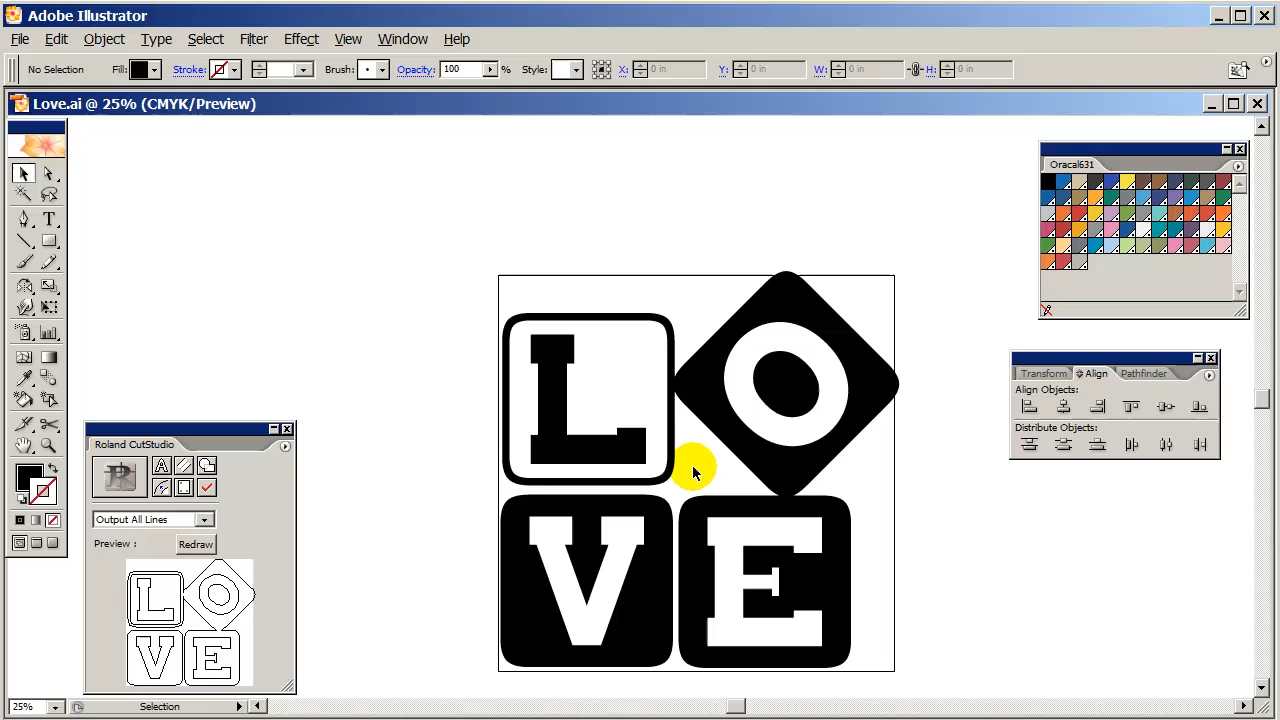 Adobe Illustrator
File Edit Object Type Select Filter Effect View Window Help
No Selection Fill: Stroke: Brush: Opacity: 100 % Style: X: 0 in Y: 0 in W: 0 in H: 0 in
Love.ai @ 25% (CMYK/Preview)
Oracal631
L O
V E
Transform Align Pathfinder
Align Objects:
Distribute Objects:
Roland CutStudio
Output All Lines
Preview : Redraw
L O
V E
25% Selection